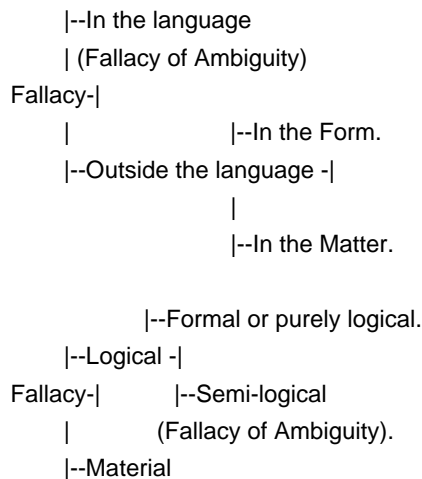 |--In the language
| (Fallacy of Ambiguity)
Fallacy-|
| |--In the Form.
|--Outside the language -|
|
|--In the Matter.
|--Formal or purely logical.
|--Logical -|
Fallacy-| |--Semi-logical
| (Fallacy of Ambiguity).
|--Material